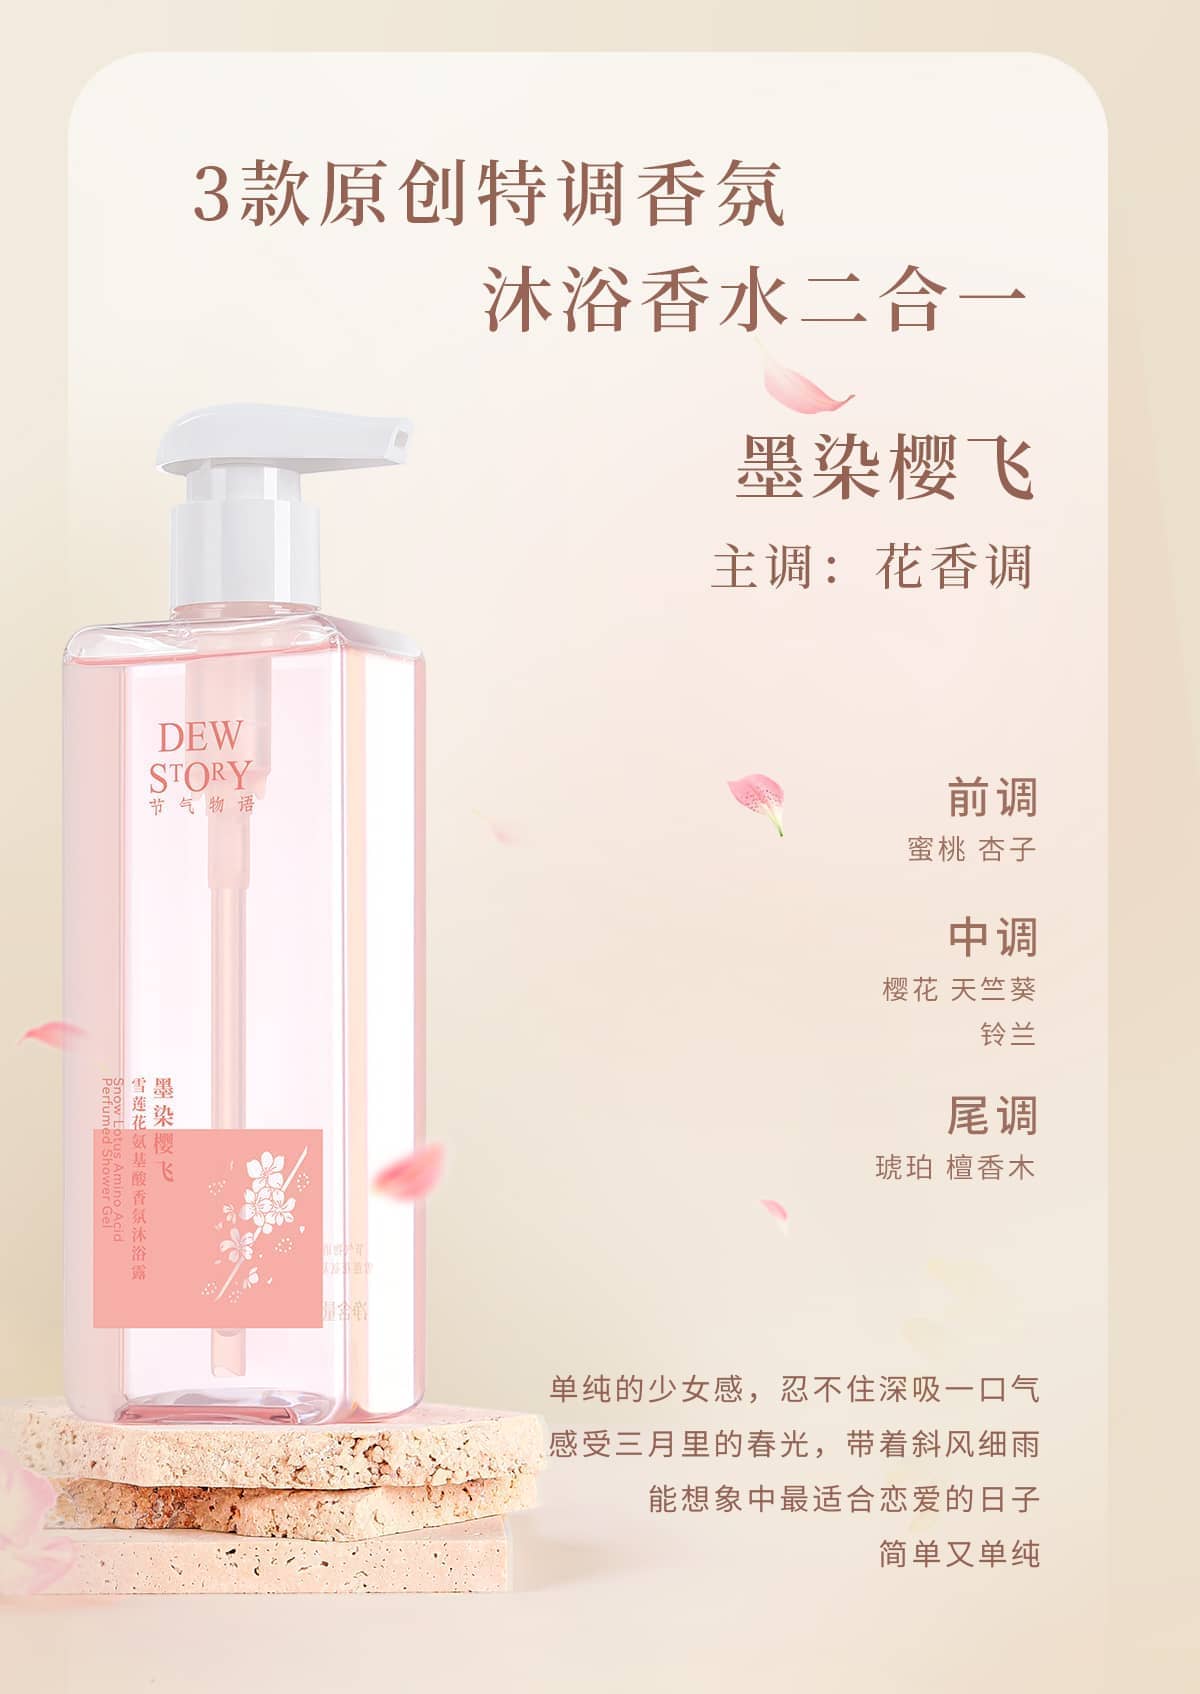 3款原创特调香氛
沐浴香水二合一
墨染樱飞
主调：花香调
DEW
STORY
节气物语
前调
蜜桃 杏子
中调
樱花 天竺葵
铃兰
尾调
琥珀 檀香木
墨染樱飞
雪莲花氨基酸香氛沐浴露
Snow Lotus Amino Acid
Perfumed Shower Gel
净含量
单纯的少女感，忍不住深吸一口气
感受三月里的春光，带着斜风细雨
能想象中最适合恋爱的日子
简单又单纯